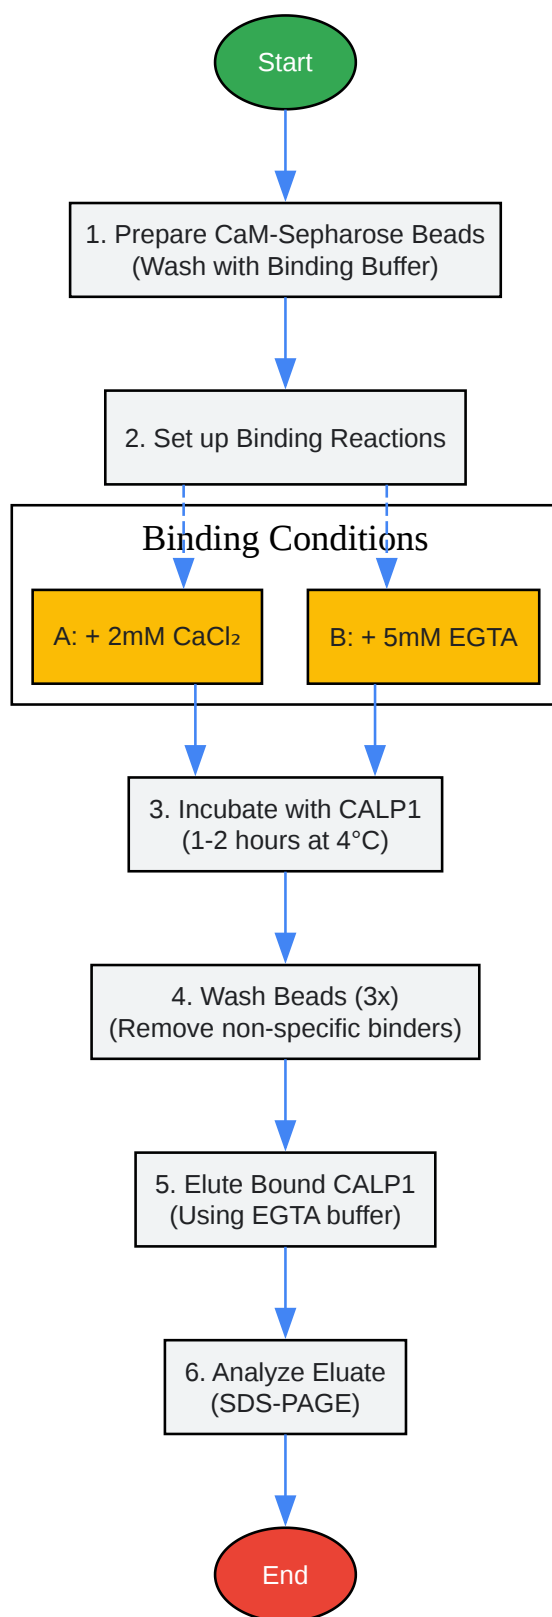 Start
1. Prepare CaM-Sepharose Beads
(Wash with Binding Buffer)
2. Set up Binding Reactions
Binding Conditions
A: + 2mM CaCl₂
B: + 5mM EGTA
3. Incubate with CALP1
(1-2 hours at 4°C)
4. Wash Beads (3x)
(Remove non-specific binders)
5. Elute Bound CALP1
(Using EGTA buffer)
6. Analyze Eluate
(SDS-PAGE)
End